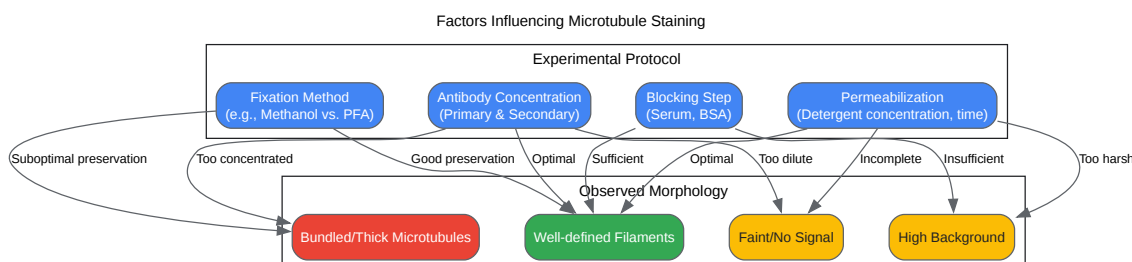 Factors Influencing Microtubule Staining
Experimental Protocol
Fixation Method
(e.g., Methanol vs. PFA)
Antibody Concentration
(Primary & Secondary)
Blocking Step
(Serum, BSA)
Permeabilization
(Detergent concentration, time)
Suboptimal preservation
Too concentrated
Good preservation
Optimal
Sufficient
Optimal
Too dilute
Incomplete
Insufficient
Too harsh
Observed Morphology
Bundled/Thick Microtubules
Well-defined Filaments
Faint/No Signal
High Background